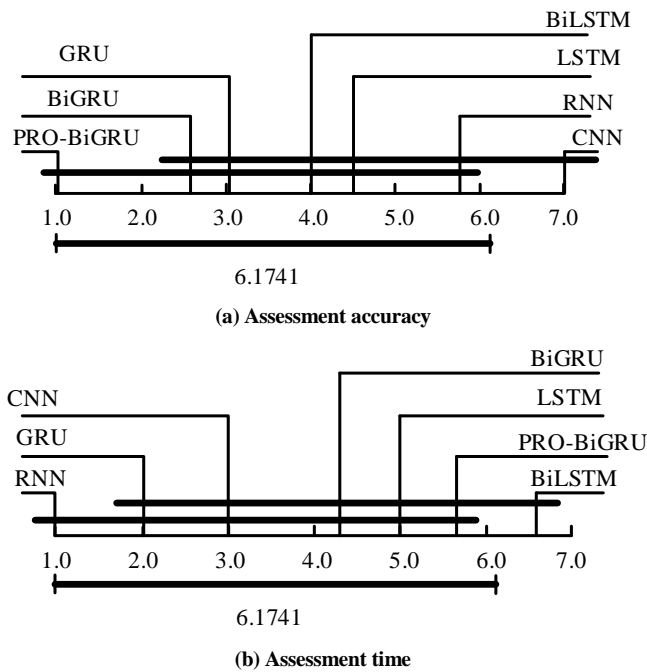 BiLSTM
GRU
LSTM
BiGRU
RNN
PRO-BiGRU
CNN
1.0 2.0 3.0 4.0 5.0 6.0 7.0
6.1741
(a) Assessment accuracy
BiGRU
CNN
LSTM
GRU
PRO-BiGRU
RNN
BiLSTM
1.0 2.0 3.0 4.0 5.0 6.0 7.0
6.1741
(b) Assessment time